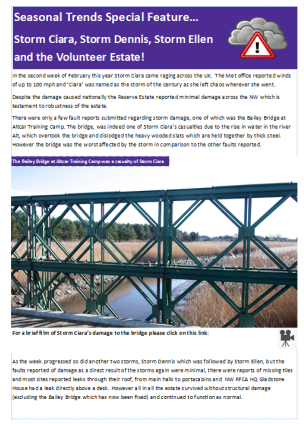 Seasonal Trends Special Feature...
Storm Ciara, Storm Dennis, Storm Ellen
and the Volunteer Estate!
In the second week of February this year Storm Ciara came raging across the UK.  The Met office reported winds
of up to 100 mph and 'Ciara' was named as the storm of the century as she left chaos wherever she went.
Despite the damage caused nationally the Reserve Estate reported minimal damage across the NW which is
testament to robustness of the estate.
There were only a few fault reports submitted regarding storm damage, one of which was the Bailey Bridge at
Altcar Training Camp. The bridge, was indeed one of Storm Ciara's casualties due to the rise in water in the river
Alt, which overtook the bridge and dislodged the heavy wooded slats which are held together by thick steel.
However the bridge was the worst affected by the storm in comparison to the other faults reported.
The Bailey Bridge at Altcar Training Camp was a casualty of Storm Ciara
For a brief film of Storm Ciara's damage to the bridge please click on this link:
As the week progressed so did another two storms, Storm Dennis which was followed by Storm Ellen, but the
faults reported of damage as a direct result of the storms again were minimal, there were reports of missing tiles
and most sites reported leaks through their roof, from main halls to portacabins and  NW RFCA HQ, Gladstone
House had a leak directly above a desk.  However all in all the estate survived without structural damage
(excluding the Bailey Bridge which has now been fixed) and continued to function as normal.